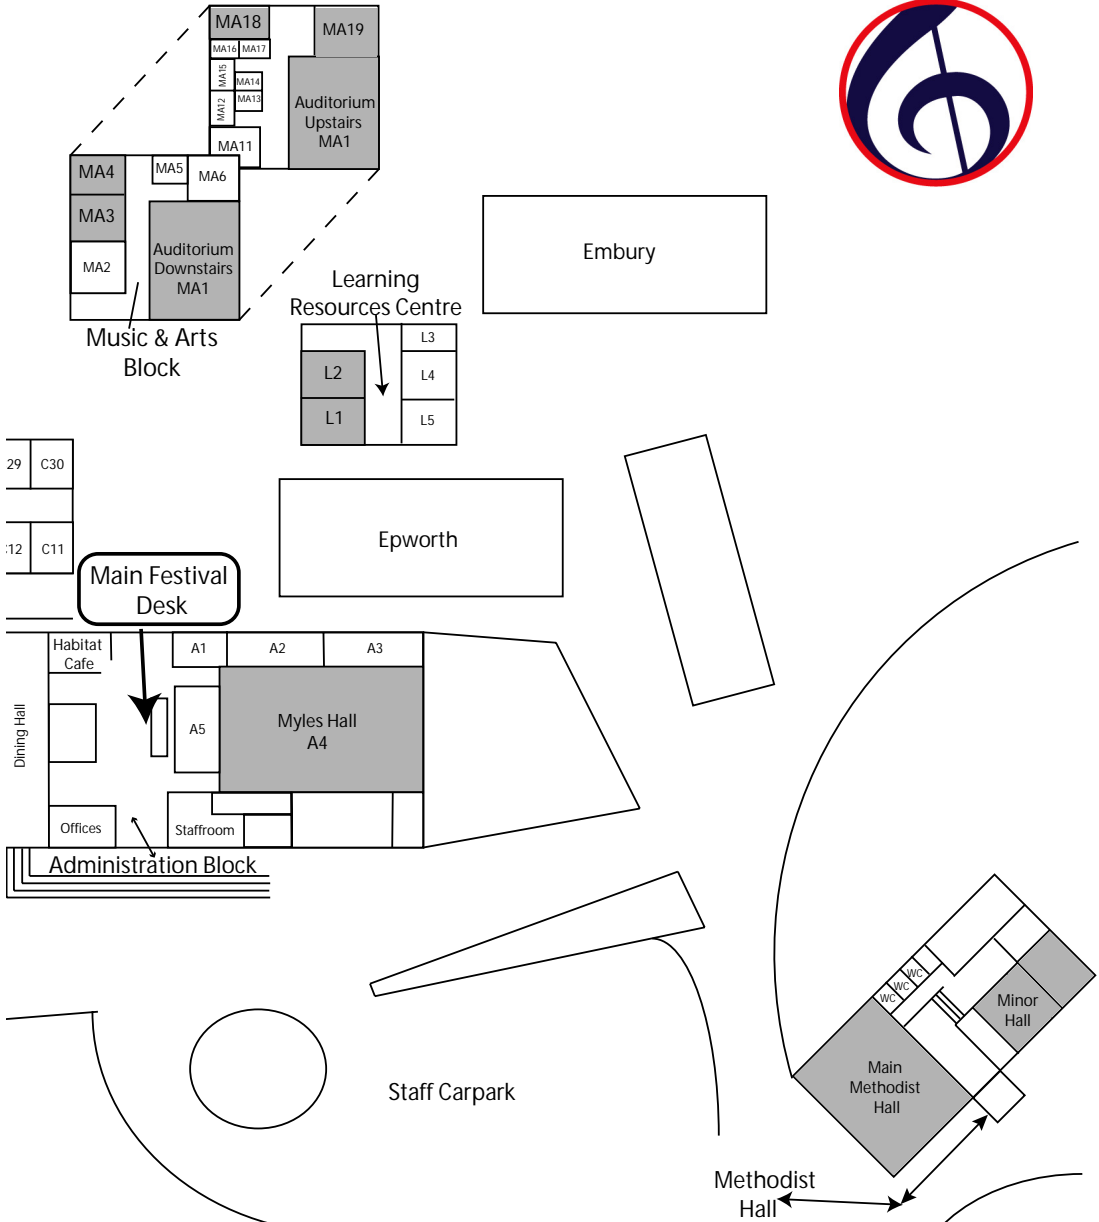 MA18
MA19
MA16
MA17
MA15
MA14
MA13
MA12
MA11
Auditorium
Upstairs
MA1
MA4
MA5
MA6
MA3
MA2
Auditorium
Downstairs
MA1
Music & Arts
Block
Embury
Learning
Resources Centre
L3
L2
L4
L1
L5
29
C30
C12
C11
Epworth
Main Festival
Desk
Habitat
Cafe
A1
A2
A3
Dining Hall
A5
Myles Hall
A4
Offices
Staffroom
Administration Block
Staff Carpark
WC
WC
WC
Minor
Hall
Main
Methodist
Hall
Methodist
Hall